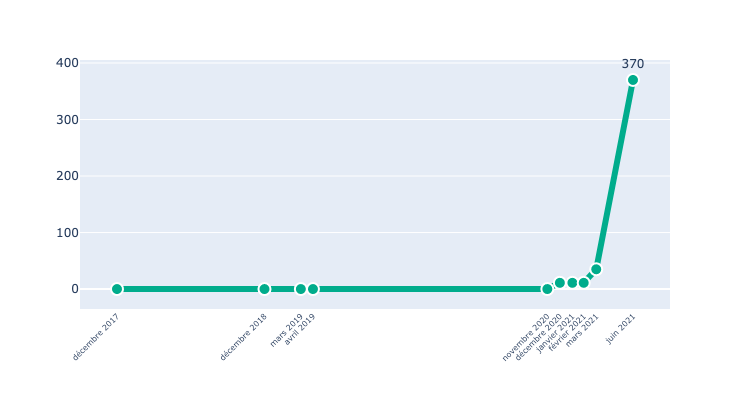 400
370
300
200
100
0
décembre 2017
décembre 2018
mars 2019
avril 2019
novembre 2020
décembre 2020
janvier 2021
février 2021
mars 2021
juin 2021